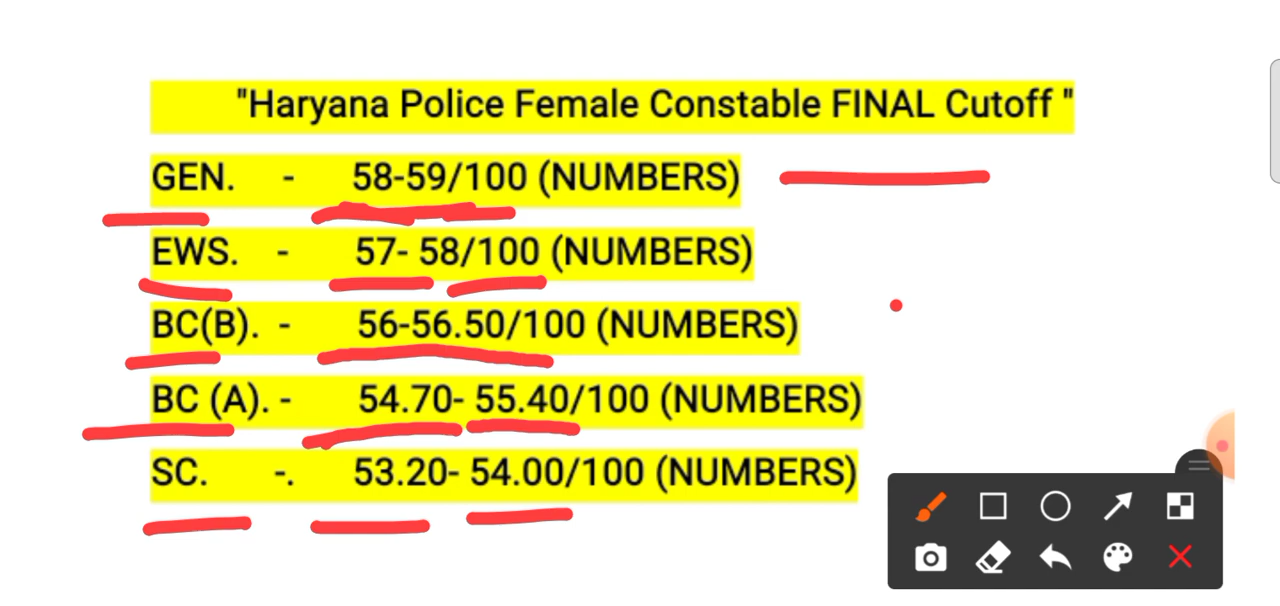 "Haryana Police Female Constable FINAL Cutoff "
GEN. - 58-59/100 (NUMBERS)
EWS. - 57- 58/100 (NUMBERS)
BC(B). - 56-56.50/100 (NUMBERS)
BC (A). - 54.70- 55.40/100 (NUMBERS)
SC. -. 53.20- 54.00/100 (NUMBERS)